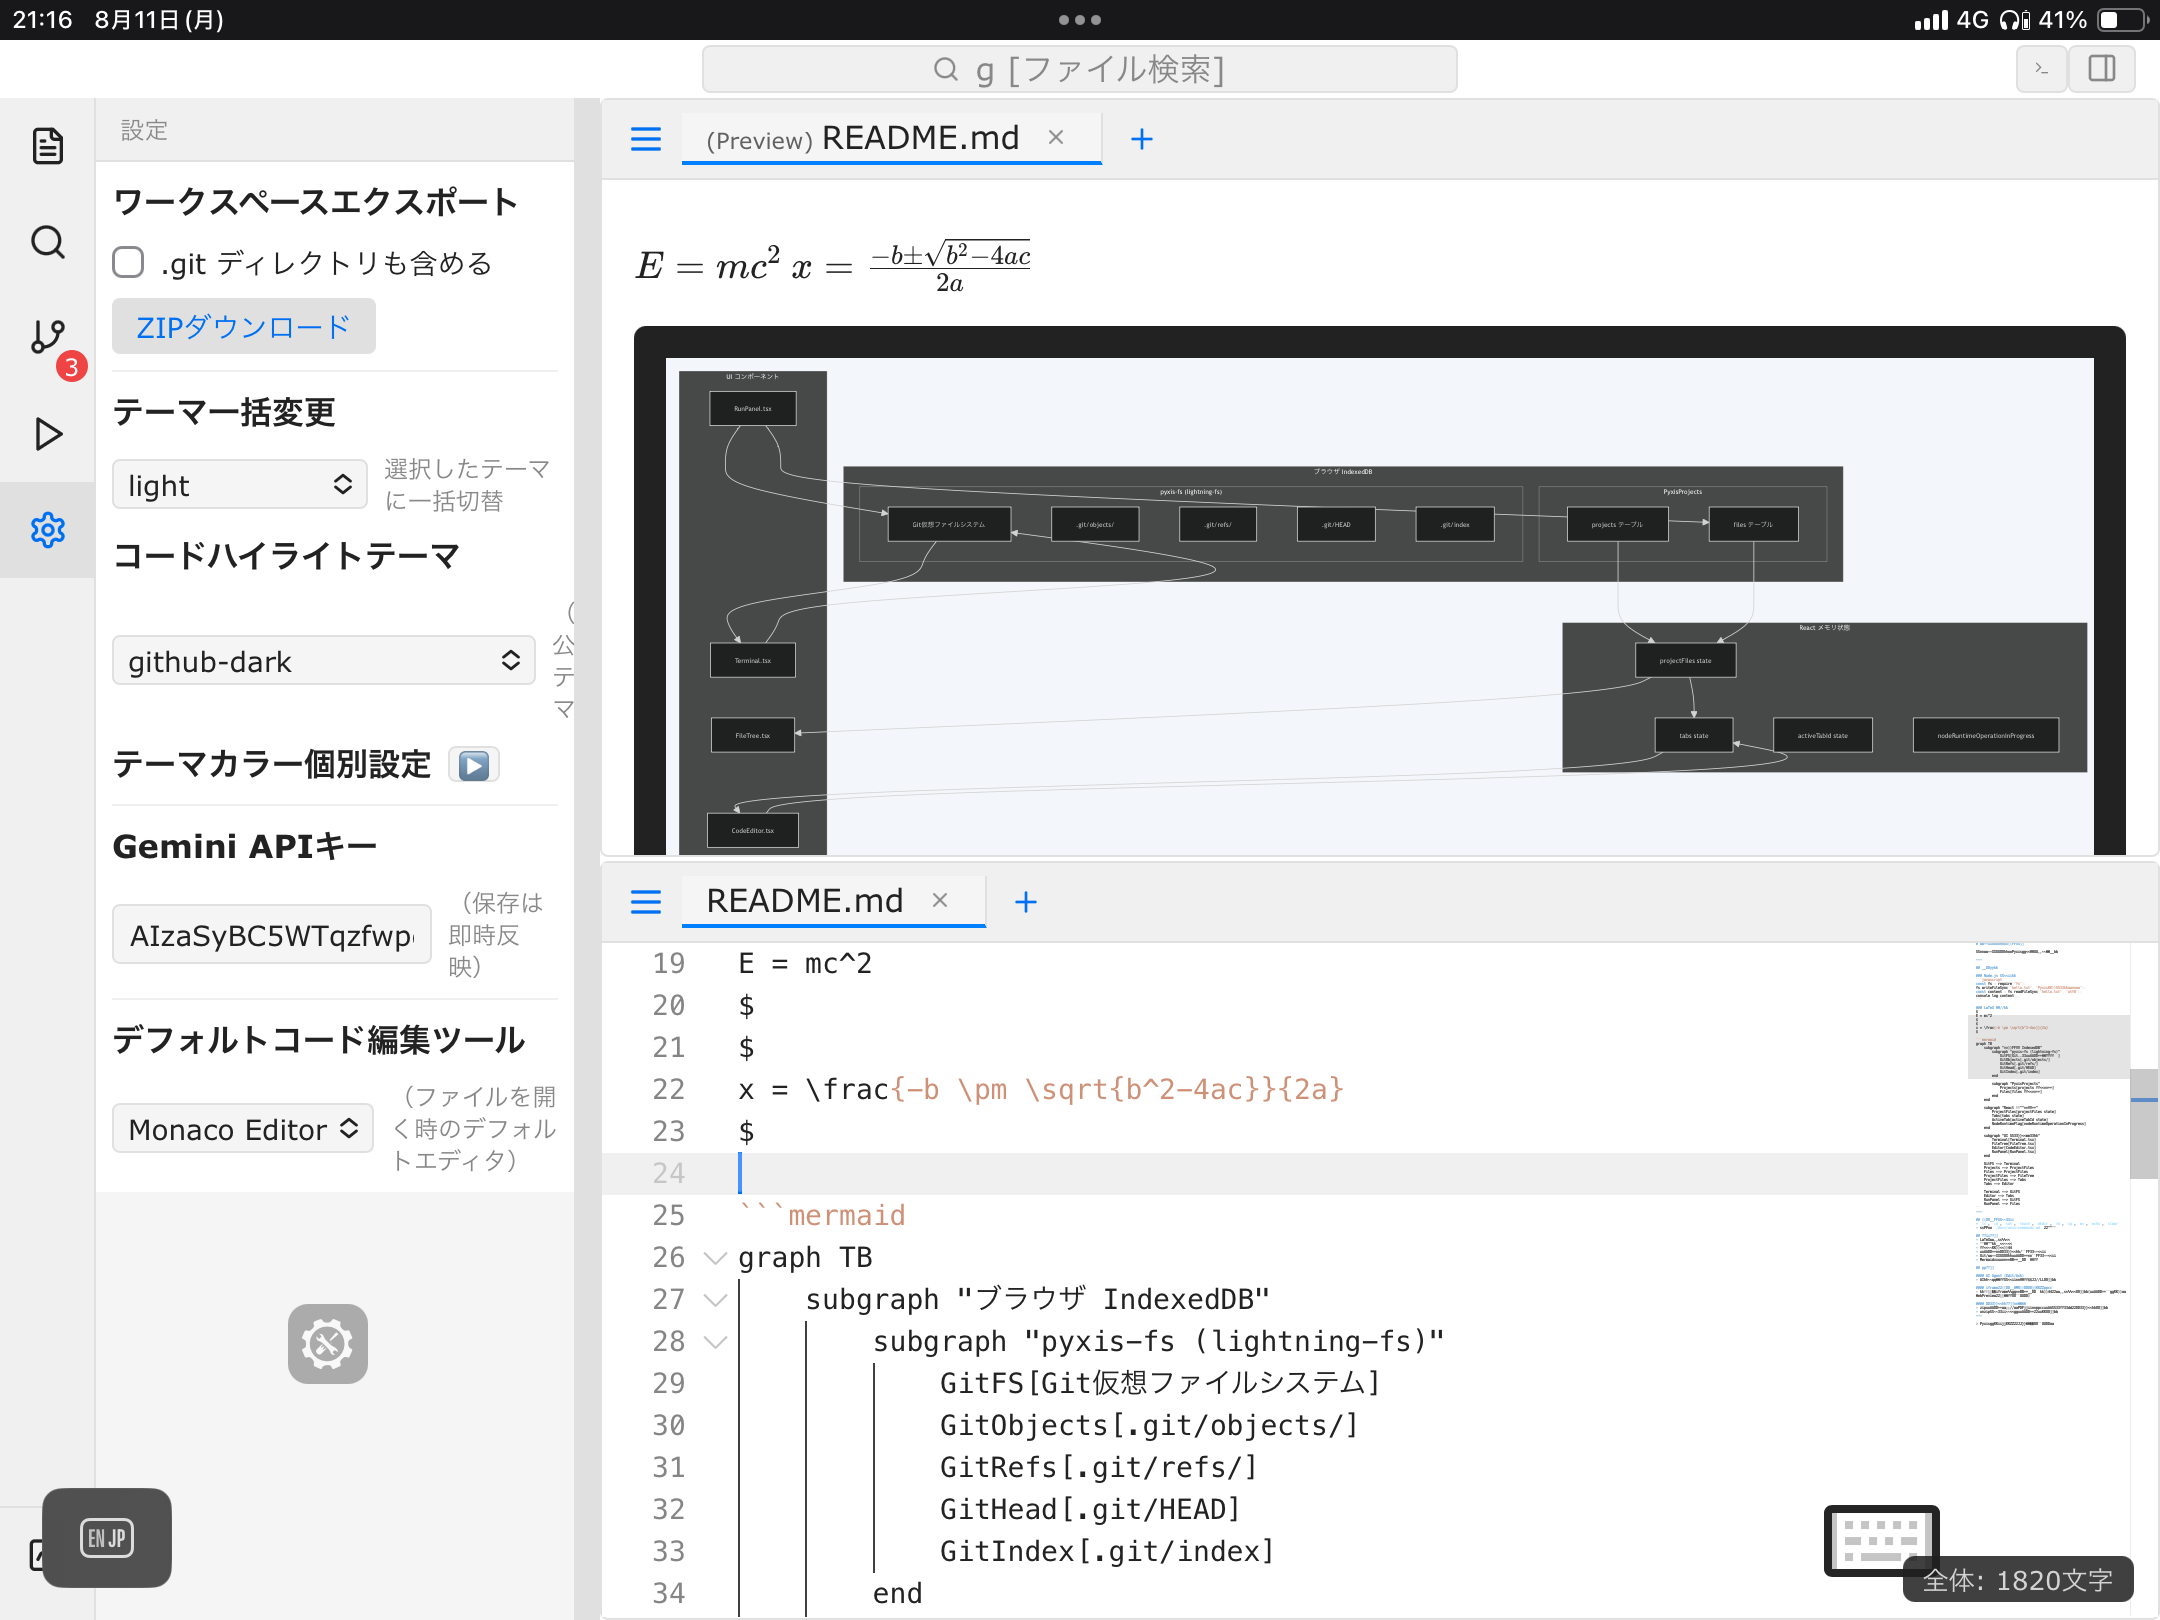 21:16 8月11日(月)
4G 41%
g [ファイル検索]
設定
ワークスペースエクスポート
.git ディレクトリも含める
ZIPダウンロード
3
テーマ一括変更
light
選択したテーマ
に一括切替
コードハイライトテーマ
github-dark
（
公
テ
マ
テーマカラー個別設定
Gemini APIキー
AIzaSyBC5WTqzfwp
（保存は
即時反
映）
デフォルトコード編集ツール
Monaco Editor
（ファイルを開
く時のデフォル
トエディタ）
EN JP
(Preview) README.md
E = mc² x = \frac{-b±√(b²−4ac)}{2a}
UI コンポーネント
RunPanel.tsx
ブラウザ IndexedDB
pyxis-fs (lightning-fs)
PyxisProjects
Git仮想ファイルシステム
.git/objects/
.git/refs/
.git/HEAD
.git/index
projects テーブル
files テーブル
React メモリ状態
Terminal.tsx
projectFiles state
FileTree.tsx
tabs state
activeTabId state
nodeRuntimeOperationInProgress
CodeEditor.tsx
README.md
19 E = mc^2
20 $
21 $
22 x = \frac{-b \pm \sqrt{b^2-4ac}}{2a}
23 $
24
25 ```mermaid
26 graph TB
27 subgraph "ブラウザ IndexedDB"
28 subgraph "pyxis-fs (lightning-fs)"
29 GitFS[Git仮想ファイルシステム]
30 GitObjects[.git/objects/]
31 GitRefs[.git/refs/]
32 GitHead[.git/HEAD]
33 GitIndex[.git/index]
34 end
全体: 1820文字